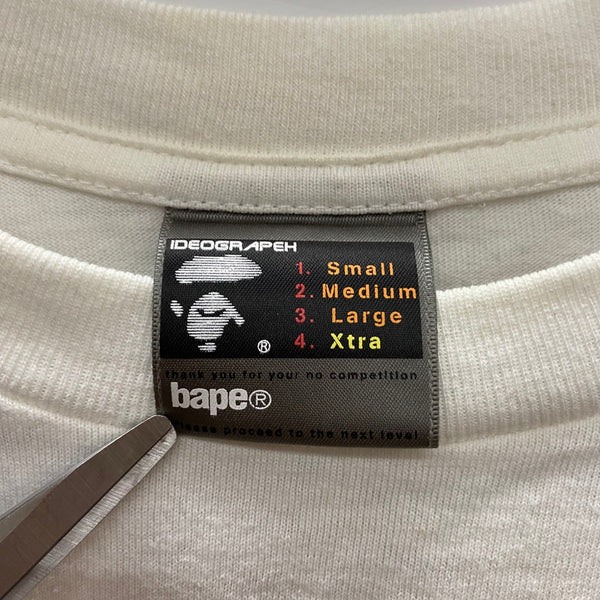 IDEOGRAPEH
1. Small
2. Medium
3. Large
4. Xtra
®
thank you for your no competition
bape®
Please proceed to the next level